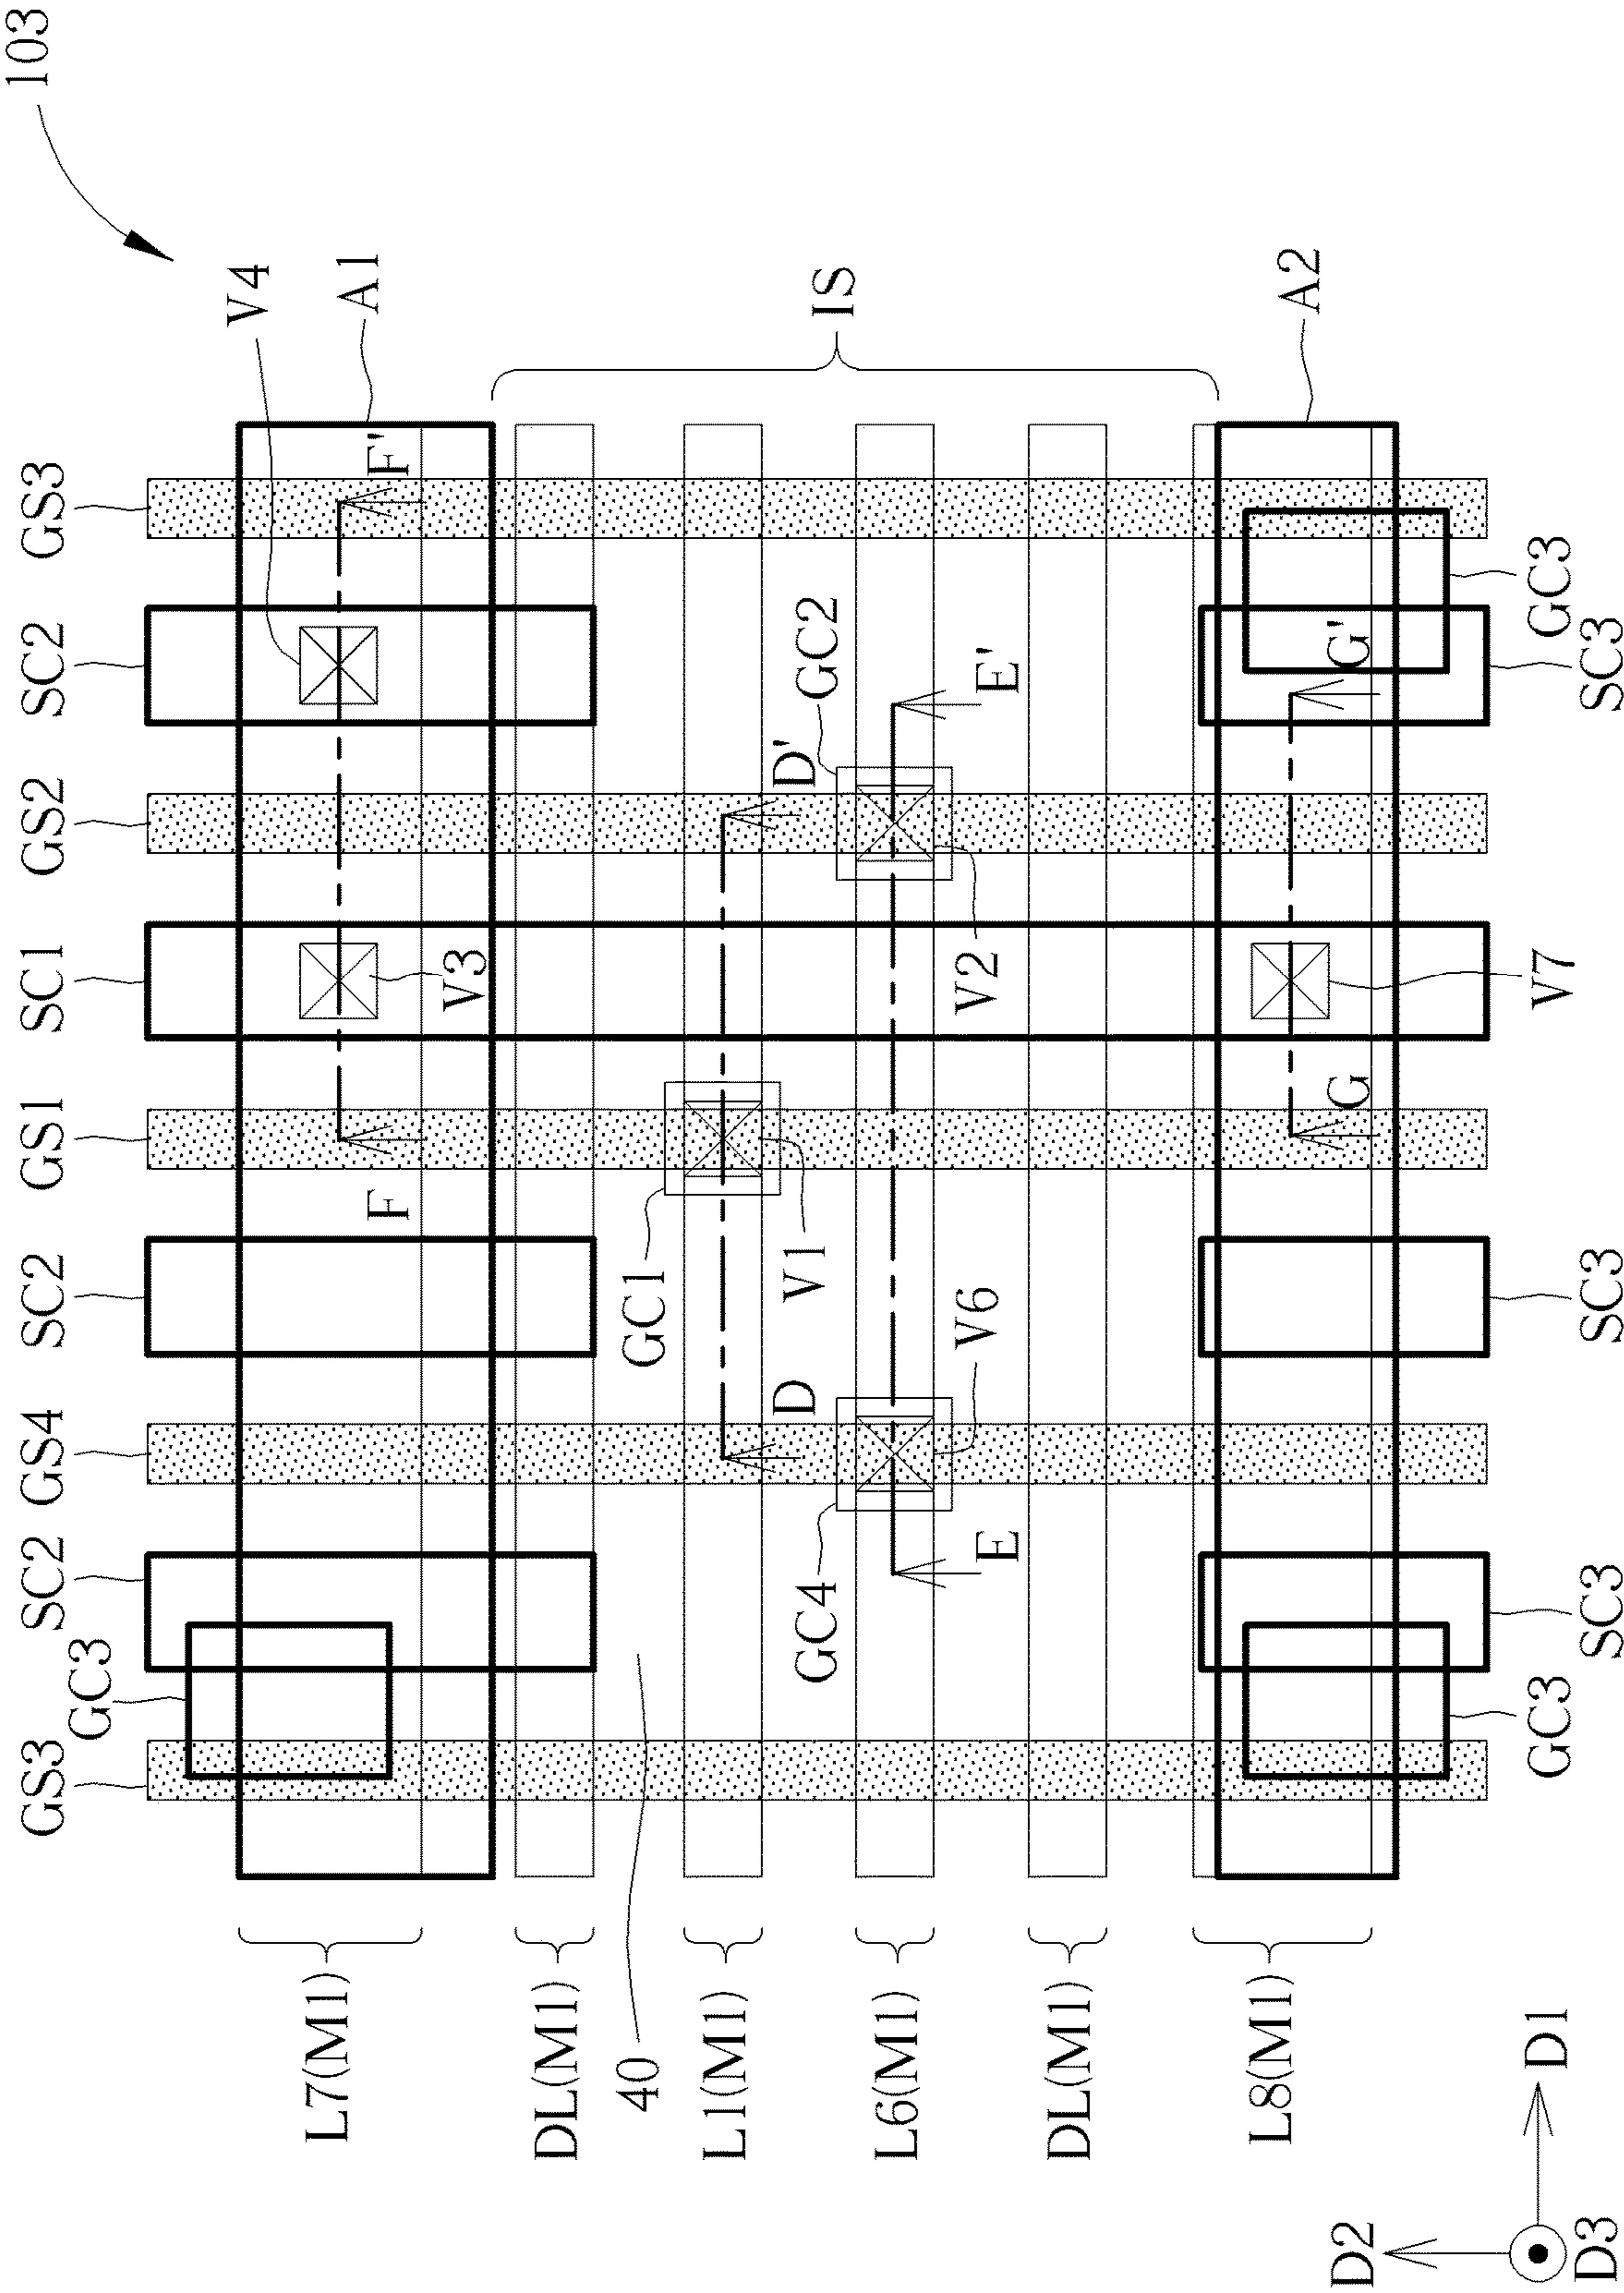 103
GS3
GC3
SC2
GS4
SC2
GS1
SC1
GS2
SC2
GS3
V4
A1
F
V3
F'
IS
GC1
V1
D
D'
GC2
GC4
V6
V2
E
E'
A2
G
G'
GC3
SC3
SC3
V7
GC3
SC3
L7(M1)
DL(M1)
40
L1(M1)
L6(M1)
DL(M1)
L8(M1)
D2
D1
D3